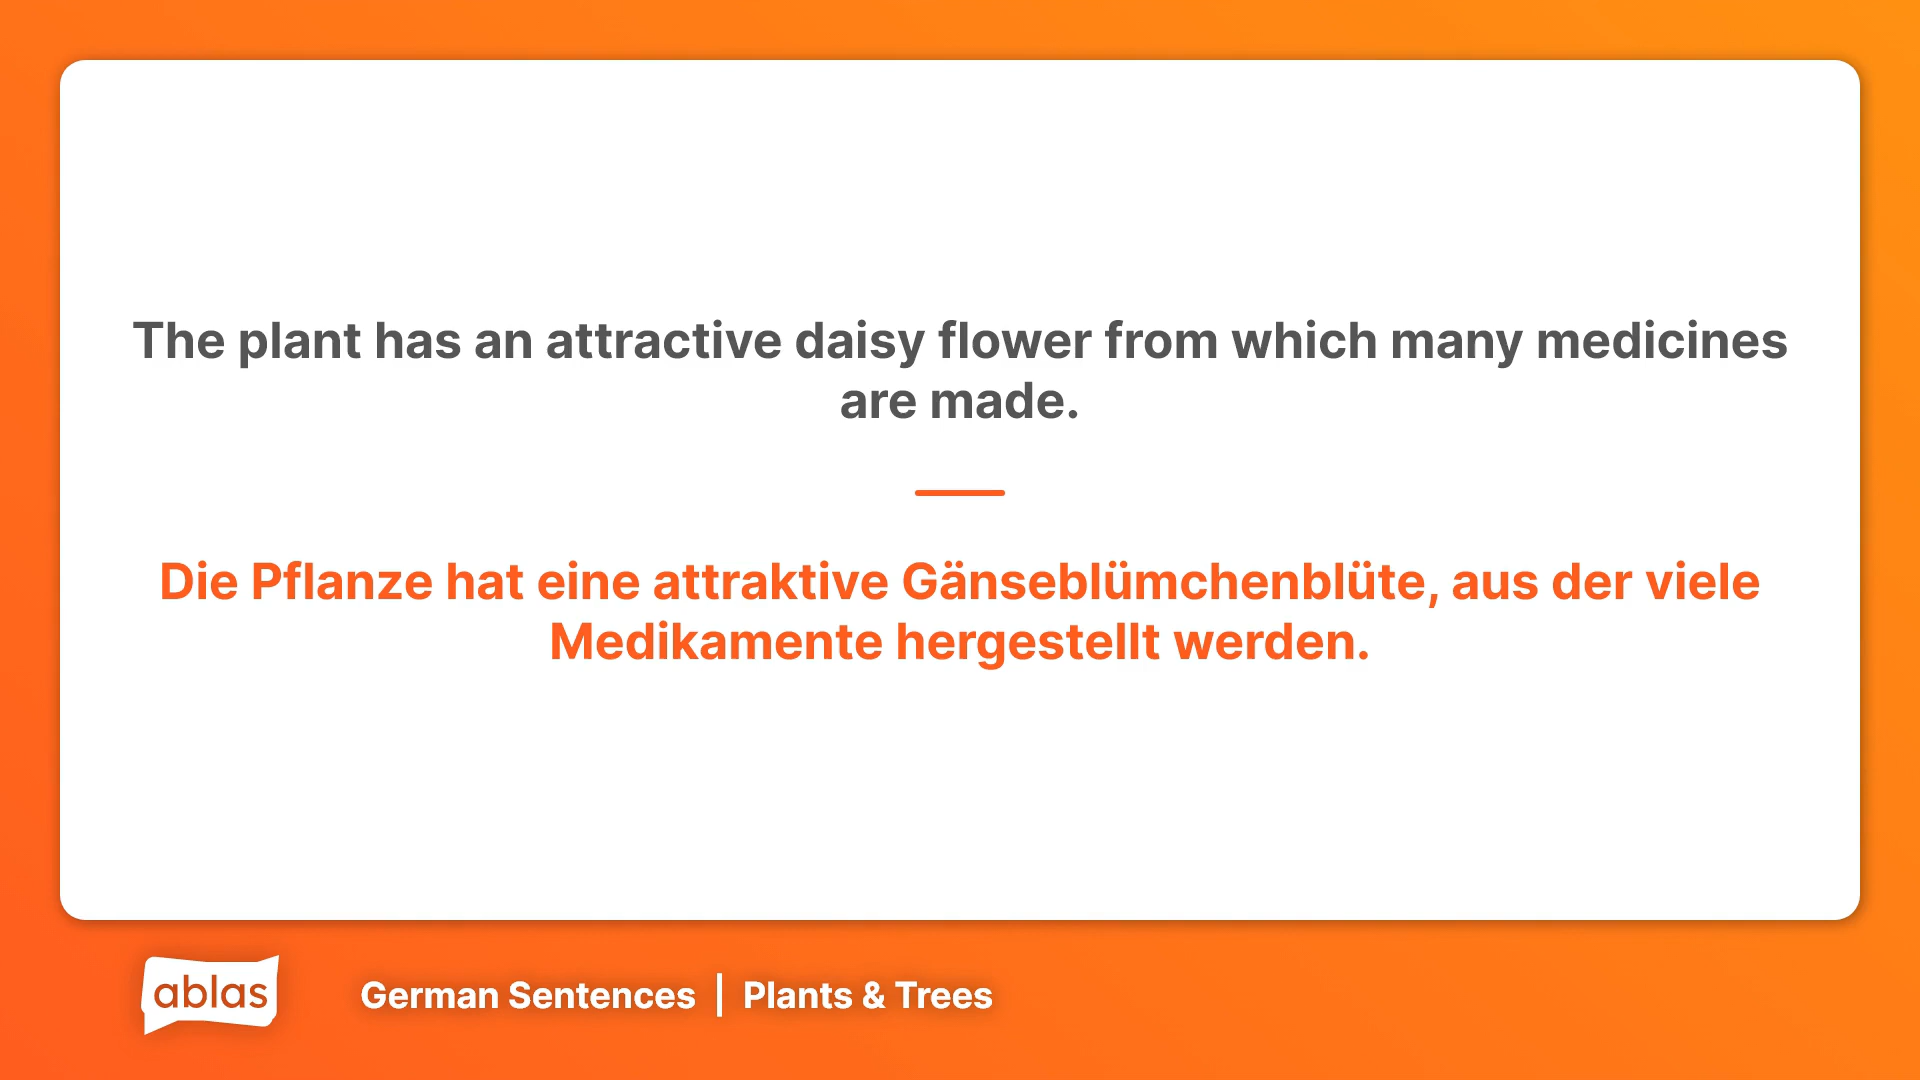 The plant has an attractive daisy flower from which many medicines
are made.
Die Pflanze hat eine attraktive Gänseblümchenblüte, aus der viele
Medikamente hergestellt werden.
ablas
German Sentences | Plants & Trees